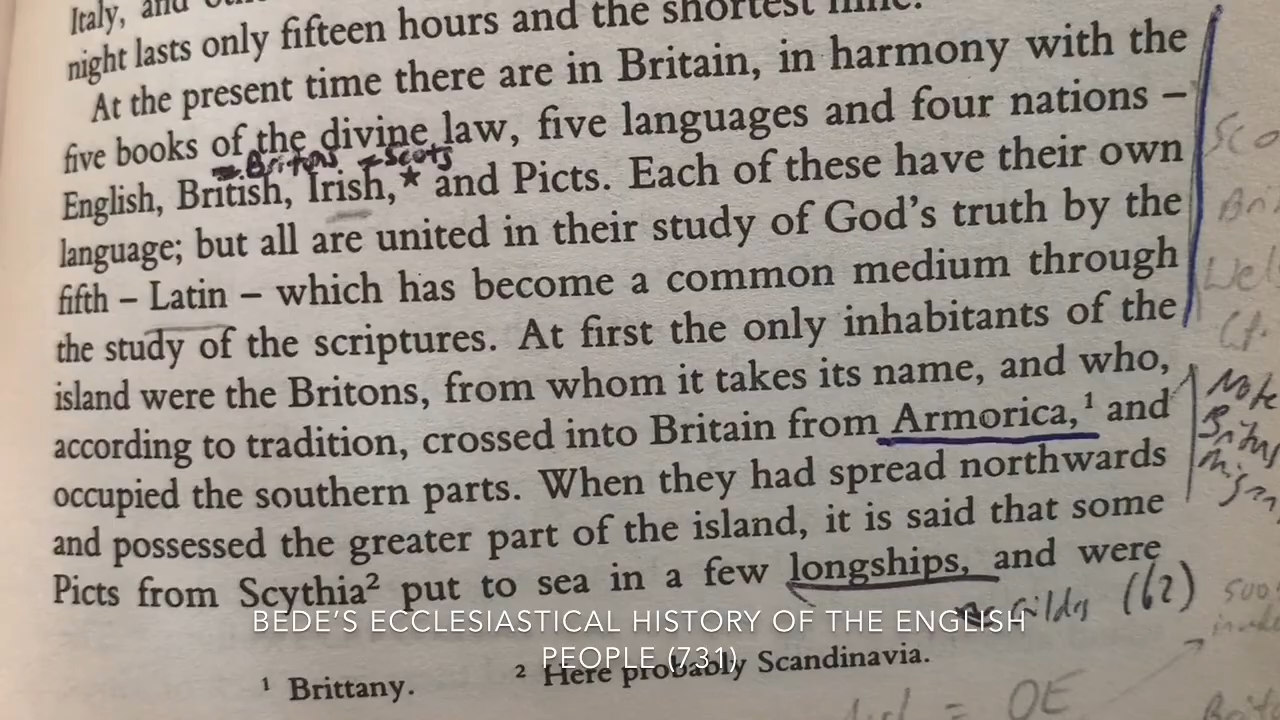 Italy, and
night lasts only fifteen hours and the shortest nine.
At the present time there are in Britain, in harmony with the
five books of the divine law, five languages and four nations –
= Britons = Scots
English, British, Irish,* and Picts. Each of these have their own
language; but all are united in their study of God's truth by the
fifth – Latin – which has become a common medium through
the study of the scriptures. At first the only inhabitants of the
island were the Britons, from whom it takes its name, and who,
according to tradition, crossed into Britain from Armorica,¹ and
occupied the southern parts. When they had spread northwards
and possessed the greater part of the island, it is said that some
Picts from Scythia² put to sea in a few longships, and were
Note
Gildas (62)
BEDE'S ECCLESIASTICAL HISTORY OF THE ENGLISH
PEOPLE (731)
¹ Brittany. ² Here probably Scandinavia.
= OE